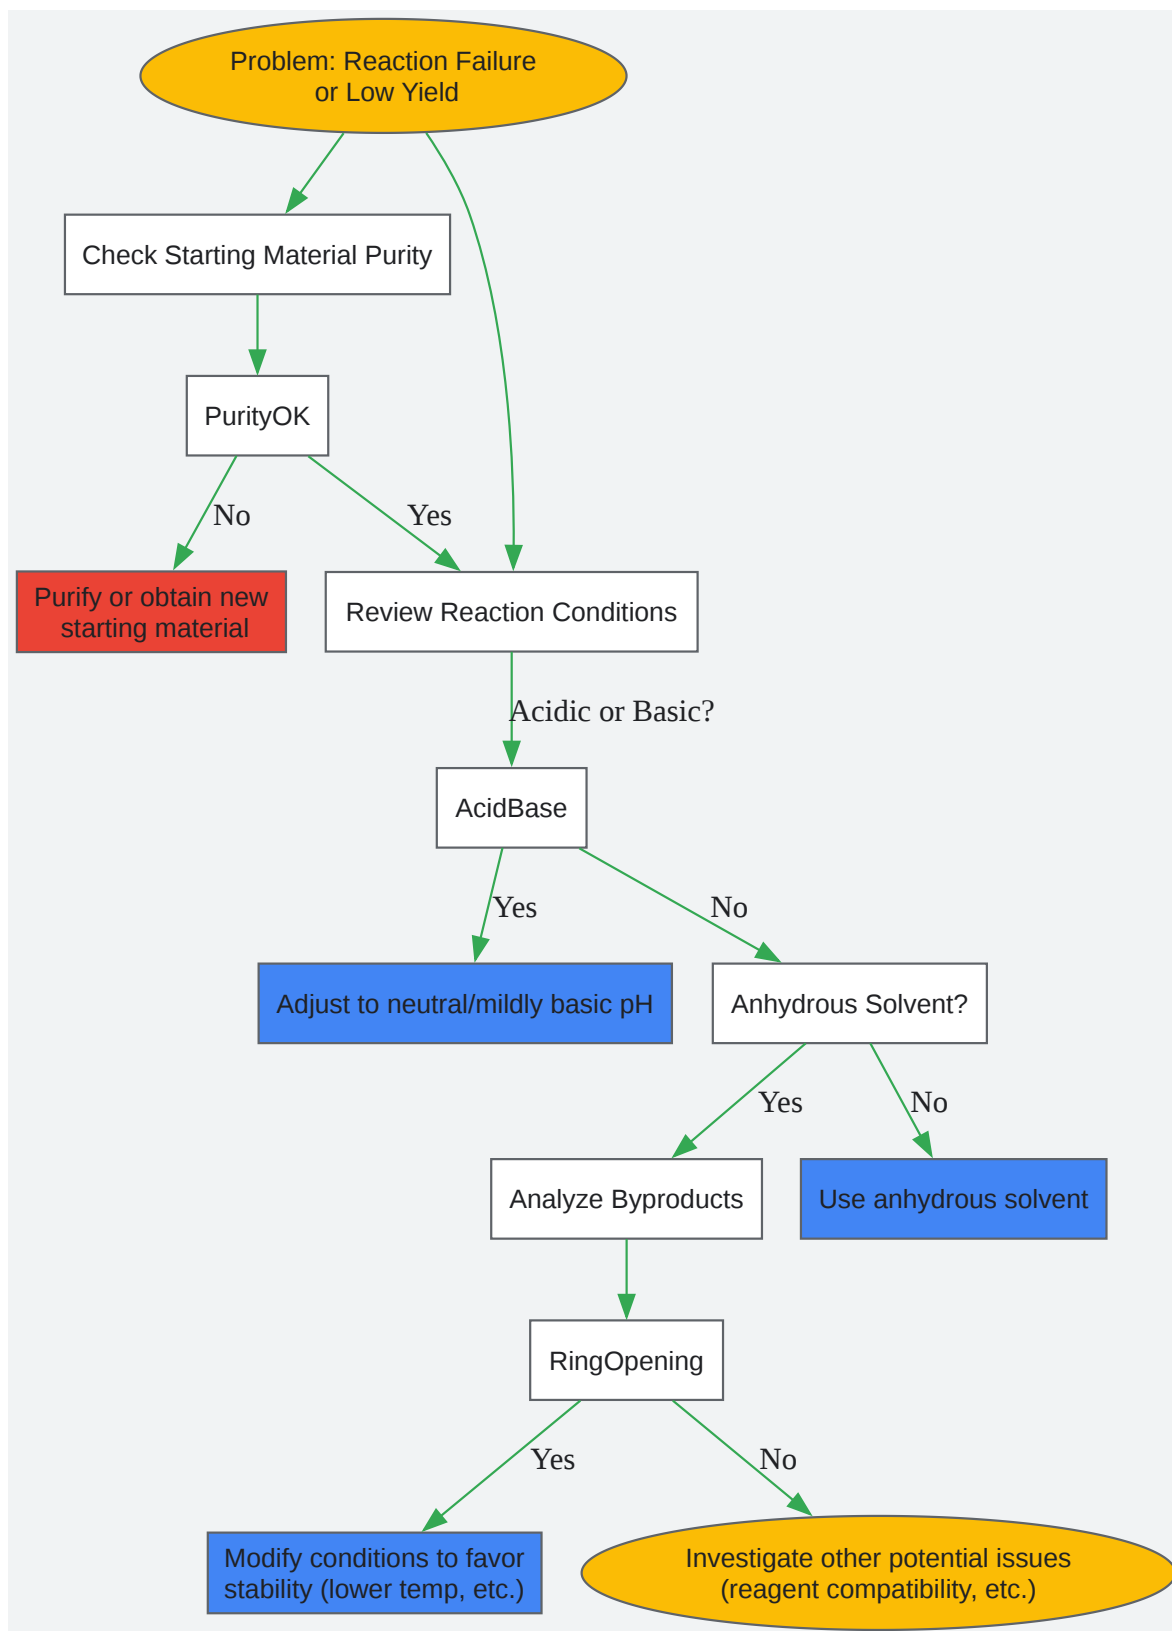 Problem: Reaction Failure
or Low Yield
Check Starting Material Purity
PurityOK
No
Yes
Purify or obtain new
starting material
Review Reaction Conditions
Acidic or Basic?
AcidBase
Yes
No
Adjust to neutral/mildly basic pH
Anhydrous Solvent?
Yes
No
Analyze Byproducts
Use anhydrous solvent
RingOpening
Yes
No
Modify conditions to favor
stability (lower temp, etc.)
Investigate other potential issues
(reagent compatibility, etc.)